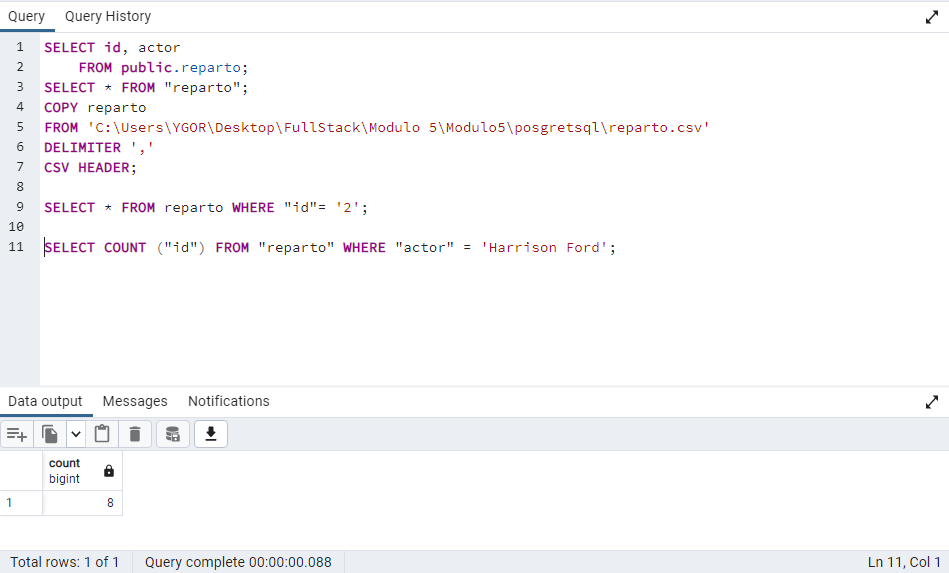 Query Query History
1 SELECT id, actor
2 FROM public.reparto;
3 SELECT * FROM "reparto";
4 COPY reparto
5 FROM 'C:\Users\YGOR\Desktop\FullStack\Modulo 5\Modulo5\posgretsql\reparto.csv'
6 DELIMITER ','
7 CSV HEADER;
8
9 SELECT * FROM reparto WHERE "id"= '2';
10
11 SELECT COUNT ("id") FROM "reparto" WHERE "actor" = 'Harrison Ford';
Data output Messages Notifications
count
bigint
1 8
Total rows: 1 of 1 Query complete 00:00:00.088 Ln 11, Col 1